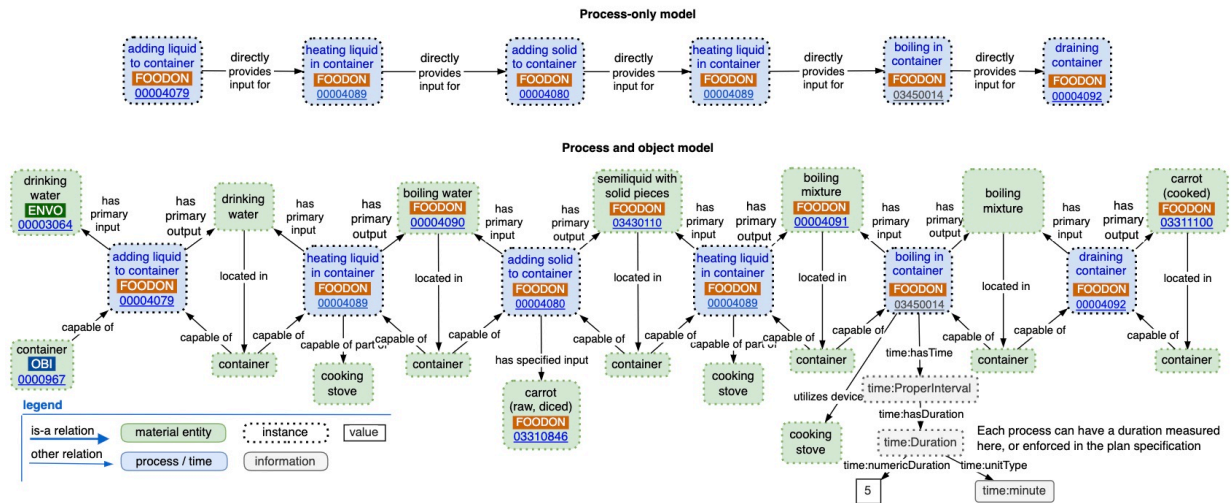 Process-only model
adding liquid
to container
FOODON
00004079
directly
provides
input for
heating liquid
in container
FOODON
00004089
directly
provides
input for
adding solid
to container
FOODON
00004080
directly
provides
input for
heating liquid
in container
FOODON
00004089
directly
provides
input for
boiling in
container
FOODON
03450014
directly
provides
input for
draining
container
FOODON
00004092
Process and object model
drinking
water
ENVO
00003064
has
primary
input
has
primary
output
drinking
water
has
primary
input
has
primary
output
boiling water
FOODON
00004090
has
primary
input
has
primary
output
semiliquid with
solid pieces
FOODON
03430110
has
primary
input
has
primary
output
boiling
mixture
FOODON
00004091
has
primary
input
has
primary
output
boiling
mixture
has
primary
input
has
primary
output
carrot
(cooked)
FOODON
03311100
adding liquid
to container
FOODON
00004079
located in
heating liquid
in container
FOODON
00004089
located in
adding solid
to container
FOODON
00004080
located in
heating liquid
in container
FOODON
00004089
located in
boiling in
container
FOODON
03450014
located in
draining
container
FOODON
00004092
located in
capable of
capable of
capable of
capable of part of
capable of
capable of
has specified input
capable of
capable of
capable of part of
capable of
capable of
time:hasTime
capable of
capable of
capable of
container
OBI
0000967
container
cooking
stove
container
carrot
(raw, diced)
FOODON
03310846
container
cooking
stove
container
utilizes device
cooking
stove
time:ProperInterval
time:hasDuration
time:Duration
time:numericDuration
time:unitType
5
time:minute
container
container
Each process can have a duration measured
here, or enforced in the plan specification
legend
is-a relation
material entity
instance
value
other relation
process / time
information